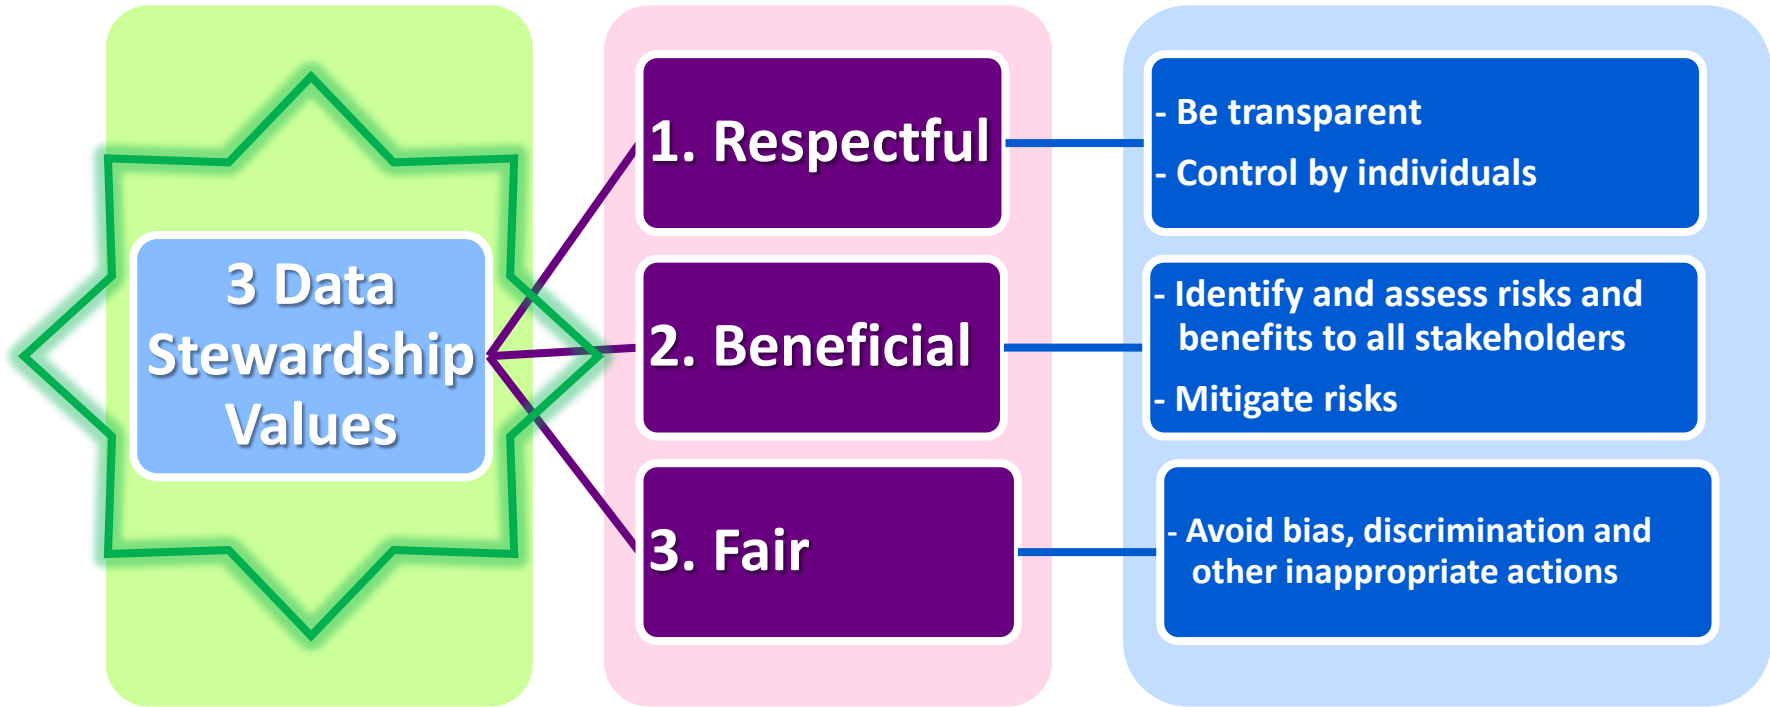 3 Data
Stewardship
Values
1. Respectful
- Be transparent
- Control by individuals
2. Beneficial
- Identify and assess risks and
benefits to all stakeholders
- Mitigate risks
3. Fair
- Avoid bias, discrimination and
other inappropriate actions